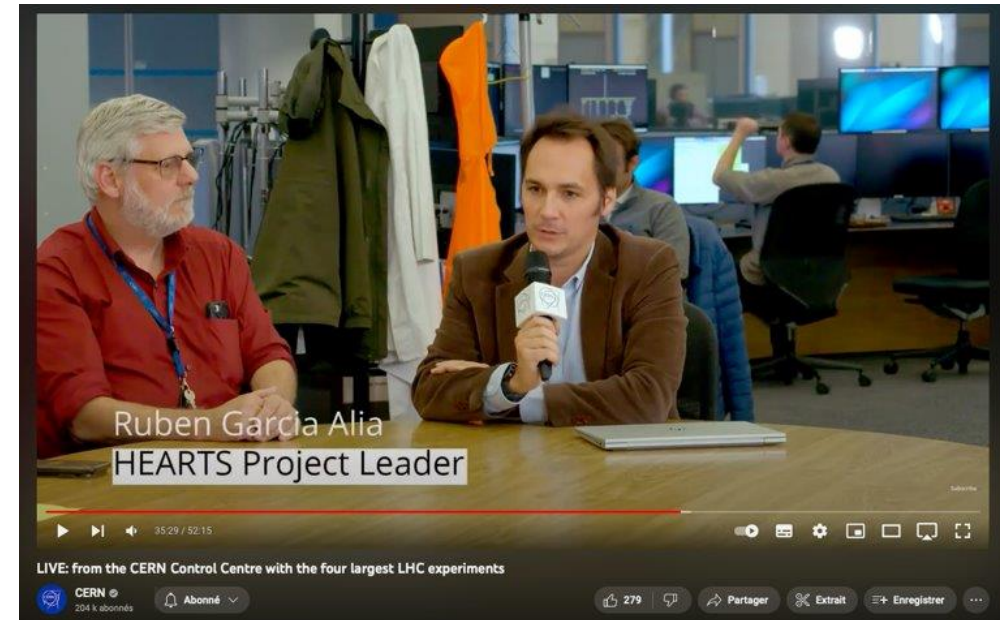 Ruben Garcia Alia
HEARTS Project Leader
Subscribe
35:29 / 52:15
LIVE: from the CERN Control Centre with the four largest LHC experiments
CERN
204 k abonnés
Abonné
279
Partager
Extrait
Enregistrer